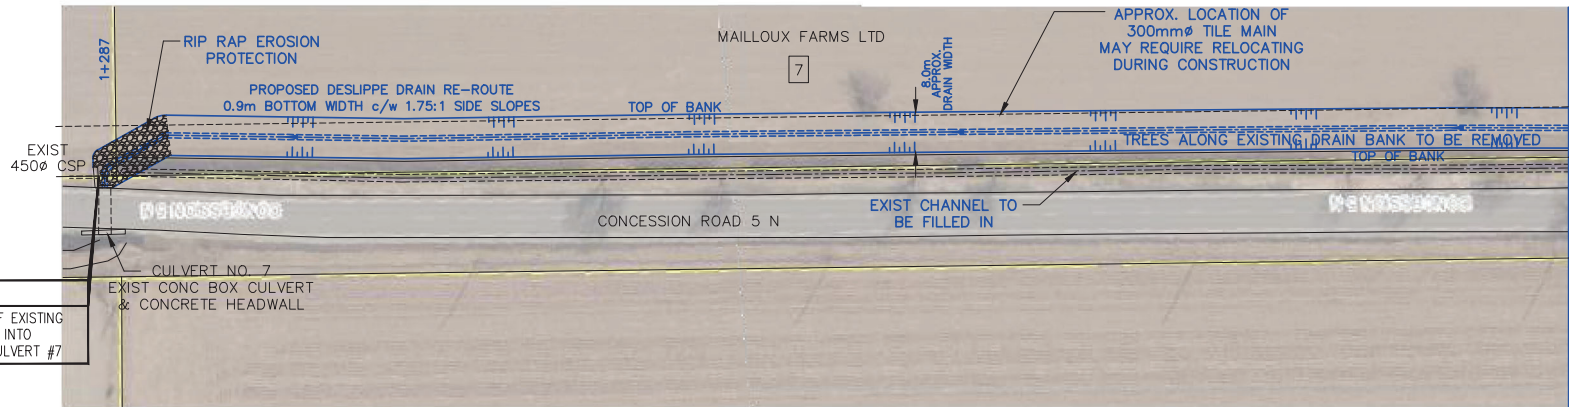 1+287
RIP RAP EROSION
PROTECTION
PROPOSED DESLIPPE DRAIN RE-ROUTE
0.9m BOTTOM WIDTH c/w 1.75:1 SIDE SLOPES
TOP OF BANK
MAILLOUX FARMS LTD
7
8.0m
APPROX.
DRAIN WIDTH
APPROX. LOCATION OF
300mmø TILE MAIN
MAY REQUIRE RELOCATING
DURING CONSTRUCTION
TREES ALONG EXISTING DRAIN BANK TO BE REMOVED
TOP OF BANK
EXIST
450ø CSP
EXIST CHANNEL TO
BE FILLED IN
CONCESSION ROAD 5 N
CULVERT NO. 7
EXIST CONC BOX CULVERT
& CONCRETE HEADWALL
EXISTING
INTO
#7